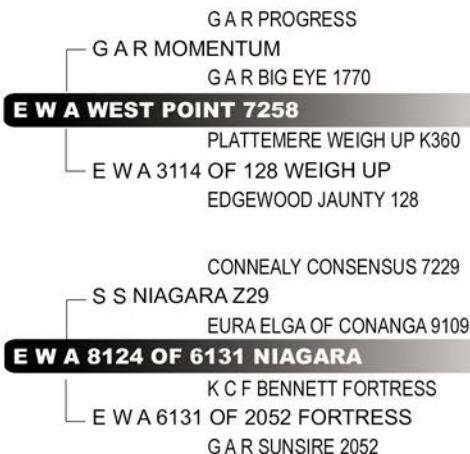 G A R PROGRESS
G A R MOMENTUM
G A R BIG EYE 1770
E W A WEST POINT 7258
PLATTEMERE WEIGH UP K360
E W A 3114 OF 128 WEIGH UP
EDGEWOOD JAUNTY 128
CONNEALY CONSENSUS 7229
S S NIAGARA Z29
EURA ELGA OF CONANGA 9109
E W A 8124 OF 6131 NIAGARA
K C F BENNETT FORTRESS
E W A 6131 OF 2052 FORTRESS
G A R SUNSIRE 2052